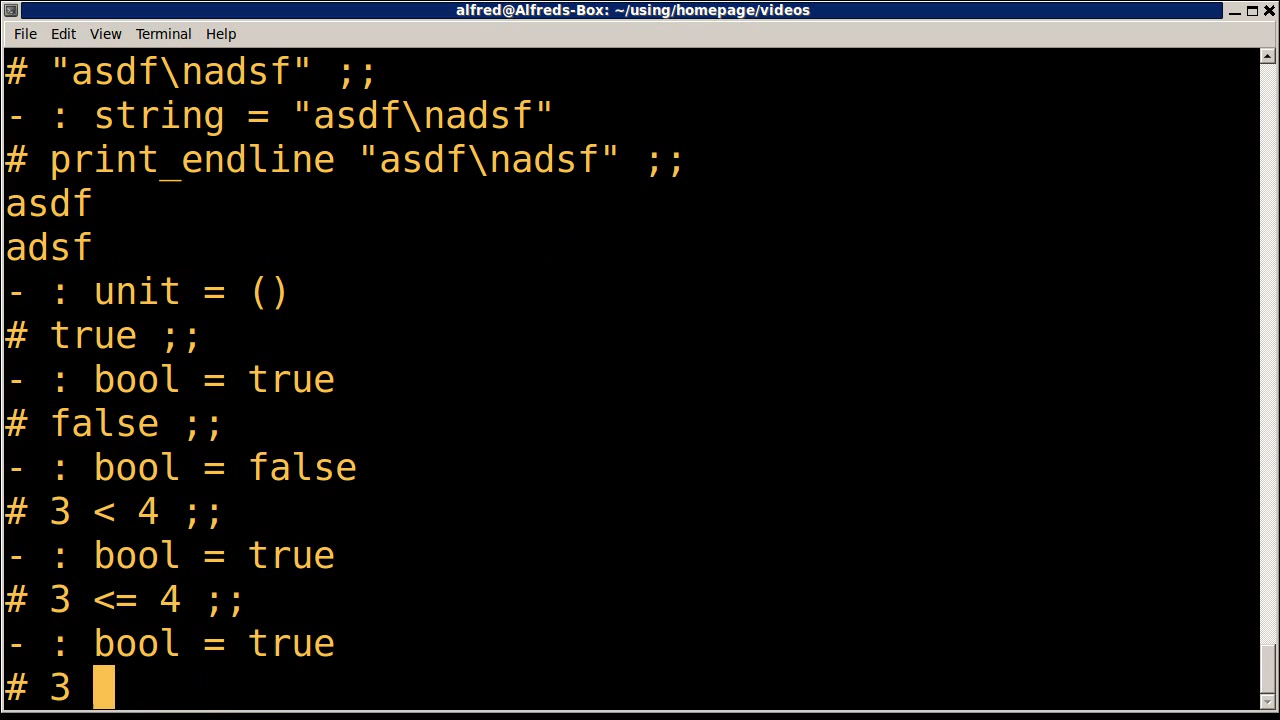 alfred@Alfreds-Box: ~/using/homepage/videos
File Edit View Terminal Help
# "asdf\nadsf" ;;
- : string = "asdf\nadsf"
# print_endline "asdf\nadsf" ;;
asdf
adsf
- : unit = ()
# true ;;
- : bool = true
# false ;;
- : bool = false
# 3 < 4 ;;
- : bool = true
# 3 <= 4 ;;
- : bool = true
# 3